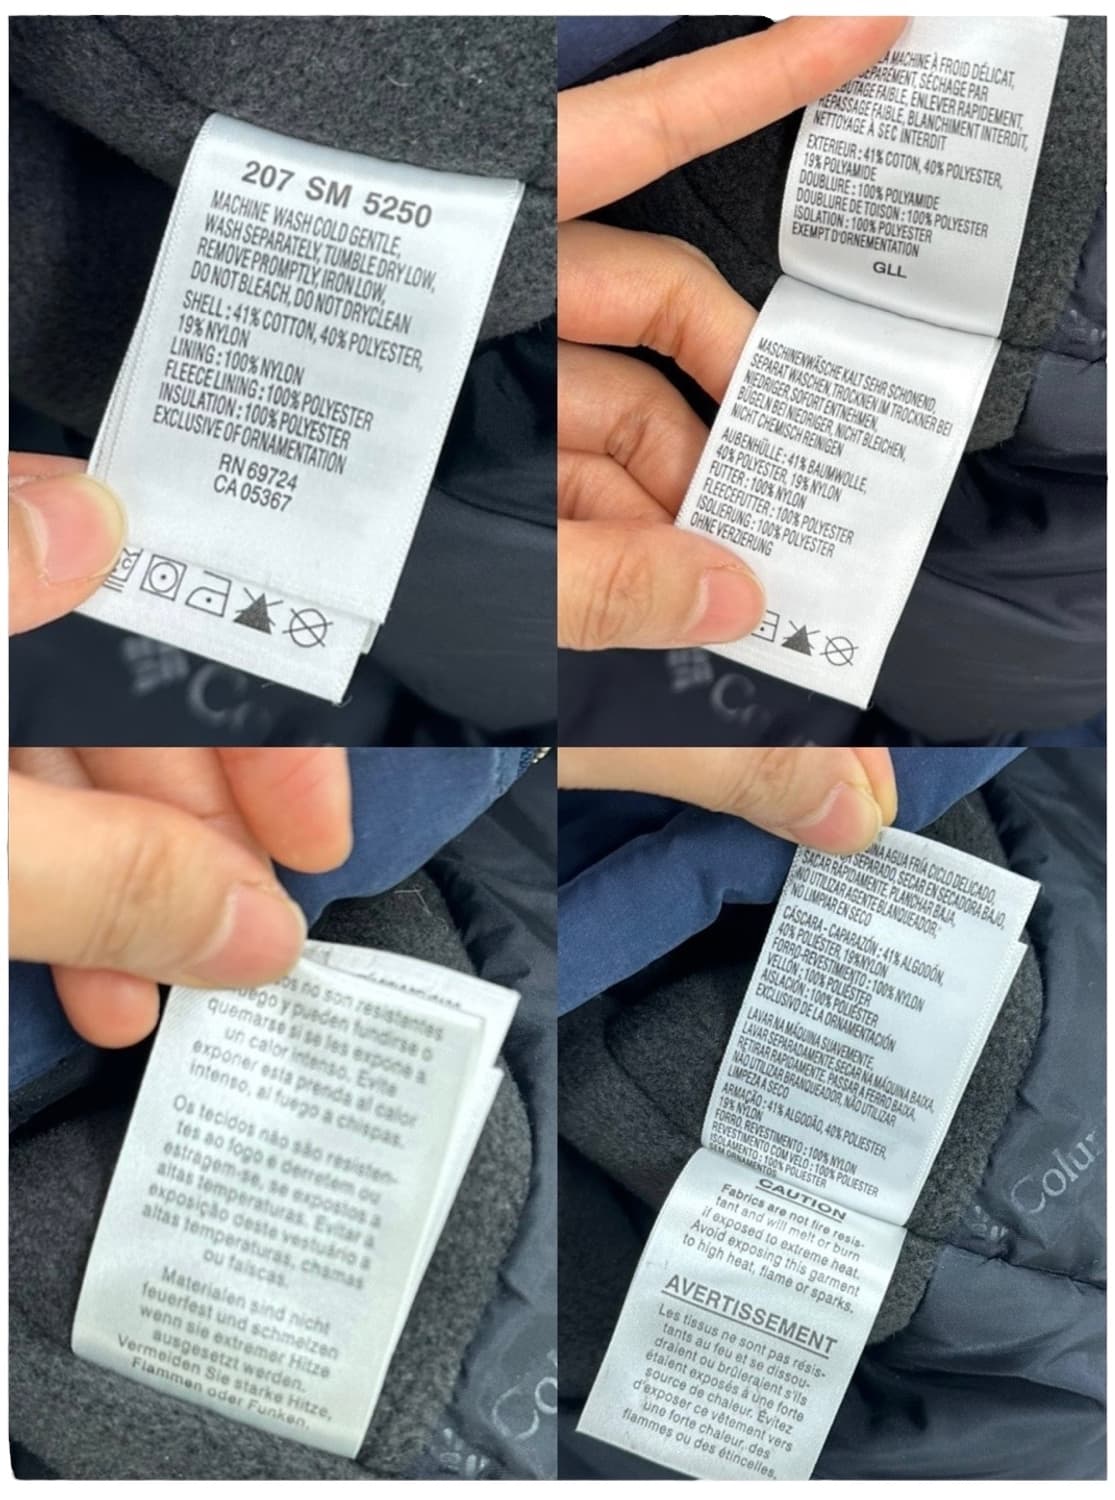 207 SM 5250
MACHINE WASH COLD GENTLE,
WASH SEPARATELY, TUMBLE DRY LOW,
REMOVE PROMPTLY, IRON LOW,
DO NOT BLEACH, DO NOT DRYCLEAN
SHELL : 41% COTTON, 40% POLYESTER,
19% NYLON
LINING : 100% NYLON
FLEECE LINING : 100% POLYESTER
INSULATION : 100% POLYESTER
EXCLUSIVE OF ORNAMENTATION
RN 69724
CA 05367
MACHINE À FROID DÉLICAT,
SÉCHAGE PAR
FAIBLE, ENLEVER RAPIDEMENT,
FAIBLE, BLANCHIMENT INTERDIT,
NETTOYAGE À SEC INTERDIT
EXTERIEUR : 41% COTON, 40% POLYESTER,
19% POLYAMIDE
DOUBLURE : 100% POLYAMIDE
DOUBLURE DE TOISON : 100% POLYESTER
ISOLATION : 100% POLYESTER
EXEMPT D'ORNEMENTATION
GLL
MASCHINENWÄSCHE KALT SEHR SCHONEND,
SEPARAT WASCHEN, TROCKNEN IM TROCKNER BEI
NIEDRIGER, SOFORT ENTNEHMEN,
BÜGELN BEI NIEDRIGER, NICHT BLEICHEN,
NICHT CHEMISCH REINIGEN
AUßENHÜLLE : 41% BAUMWOLLE,
40% POLYESTER, 19% NYLON
FUTTER : 100% NYLON
FLEECEFUTTER : 100% POLYESTER
ISOLIERUNG : 100% POLYESTER
OHNE VERZIERUNG
no son resistentes
y pueden fundirse o
quemarse si se les expone a
un calor intenso. Evite
exponer esta prenda al calor
intenso, al fuego a chispas.
Os tecidos não são resisten-
tes ao fogo e derretem ou
estragem-se, se expostos a
altas temperaturas. Evitar a
exposição deste vestuário a
altas temperaturas, chamas
ou faíscas.
Materialen sind nicht
feuerfest und schmelzen
wenn sie extremer Hitze
ausgesetzt werden.
Vermeiden Sie starke Hitze,
Flammen oder Funken.
AGUA FRÍA CICLO DELICADO,
SEPARADO, SECAR EN SECADORA BAJO,
SACAR RÁPIDAMENTE, PLANCHAR BAJA,
NO UTILIZAR AGENTE BLANQUEADOR,
NO LIMPIAR EN SECO
CÁSCARA - CAPARAZÓN : 41% ALGODÓN,
40% POLIÉSTER, 19% NYLON
FORRO-REVESTIMENTO : 100% NYLON
VELLÓN : 100% POLIÉSTER
AISLACIÓN : 100% POLIÉSTER
EXCLUSIVO DE LA ORNAMENTACIÓN
LAVAR NA MÁQUINA SUAVEMENTE,
LAVAR SEPARADAMENTE, SECAR NA MÁQUINA BAIXA,
RETIRAR RAPIDAMENTE, PASSAR A FERRO BAIXA,
NÃO UTILIZAR BRANQUEADOR, NÃO UTILIZAR
LIMPEZA A SECO
ARMAÇÃO : 41% ALGODÃO, 40% POLIESTER,
19% NYLON
FORRO, REVESTIMENTO : 100% NYLON
REVESTIMENTO COM VELO : 100% POLIESTER
ISOLAMENTO : 100% POLIESTER
SEM ORNAMENTOS
CAUTION
Fabrics are not fire resis-
tant and will melt or burn
if exposed to extreme heat.
Avoid exposing this garment
to high heat, flame or sparks.
AVERTISSEMENT
Les tissus ne sont pas résis-
tants au feu et se dissou-
draient ou brûleraient s'ils
étaient exposés à une forte
source de chaleur. Évitez
d'exposer ce vêtement vers
une forte chaleur, des
flammes ou des étincelles.
Colu